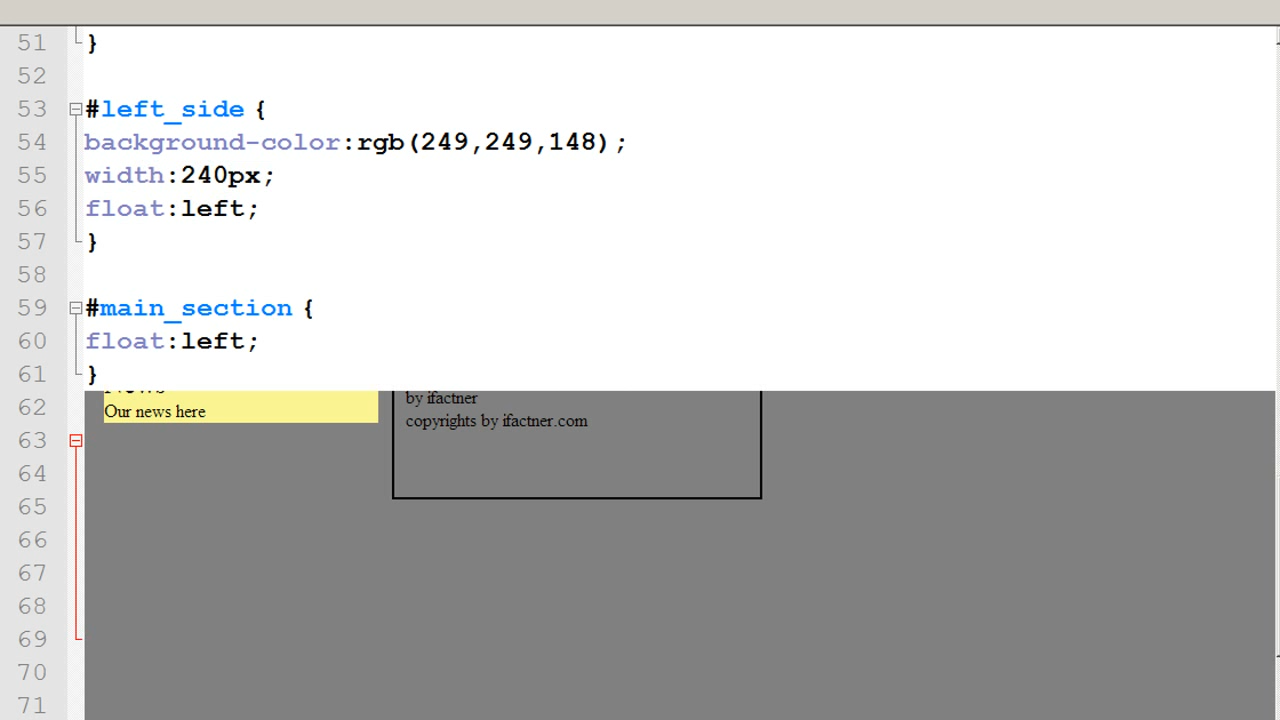 51 }
52
53 #left_side {
54 background-color:rgb(249,249,148);
55 width:240px;
56 float:left;
57 }
58
59 #main_section {
60 float:left;
61 }
62 Our news here
by ifactner
copyrights by ifactner.com
63
64
65
66
67
68
69
70
71